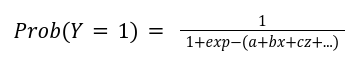 Prob(Y = 1) = 1 / 1+exp−(a+bx+cz+...)